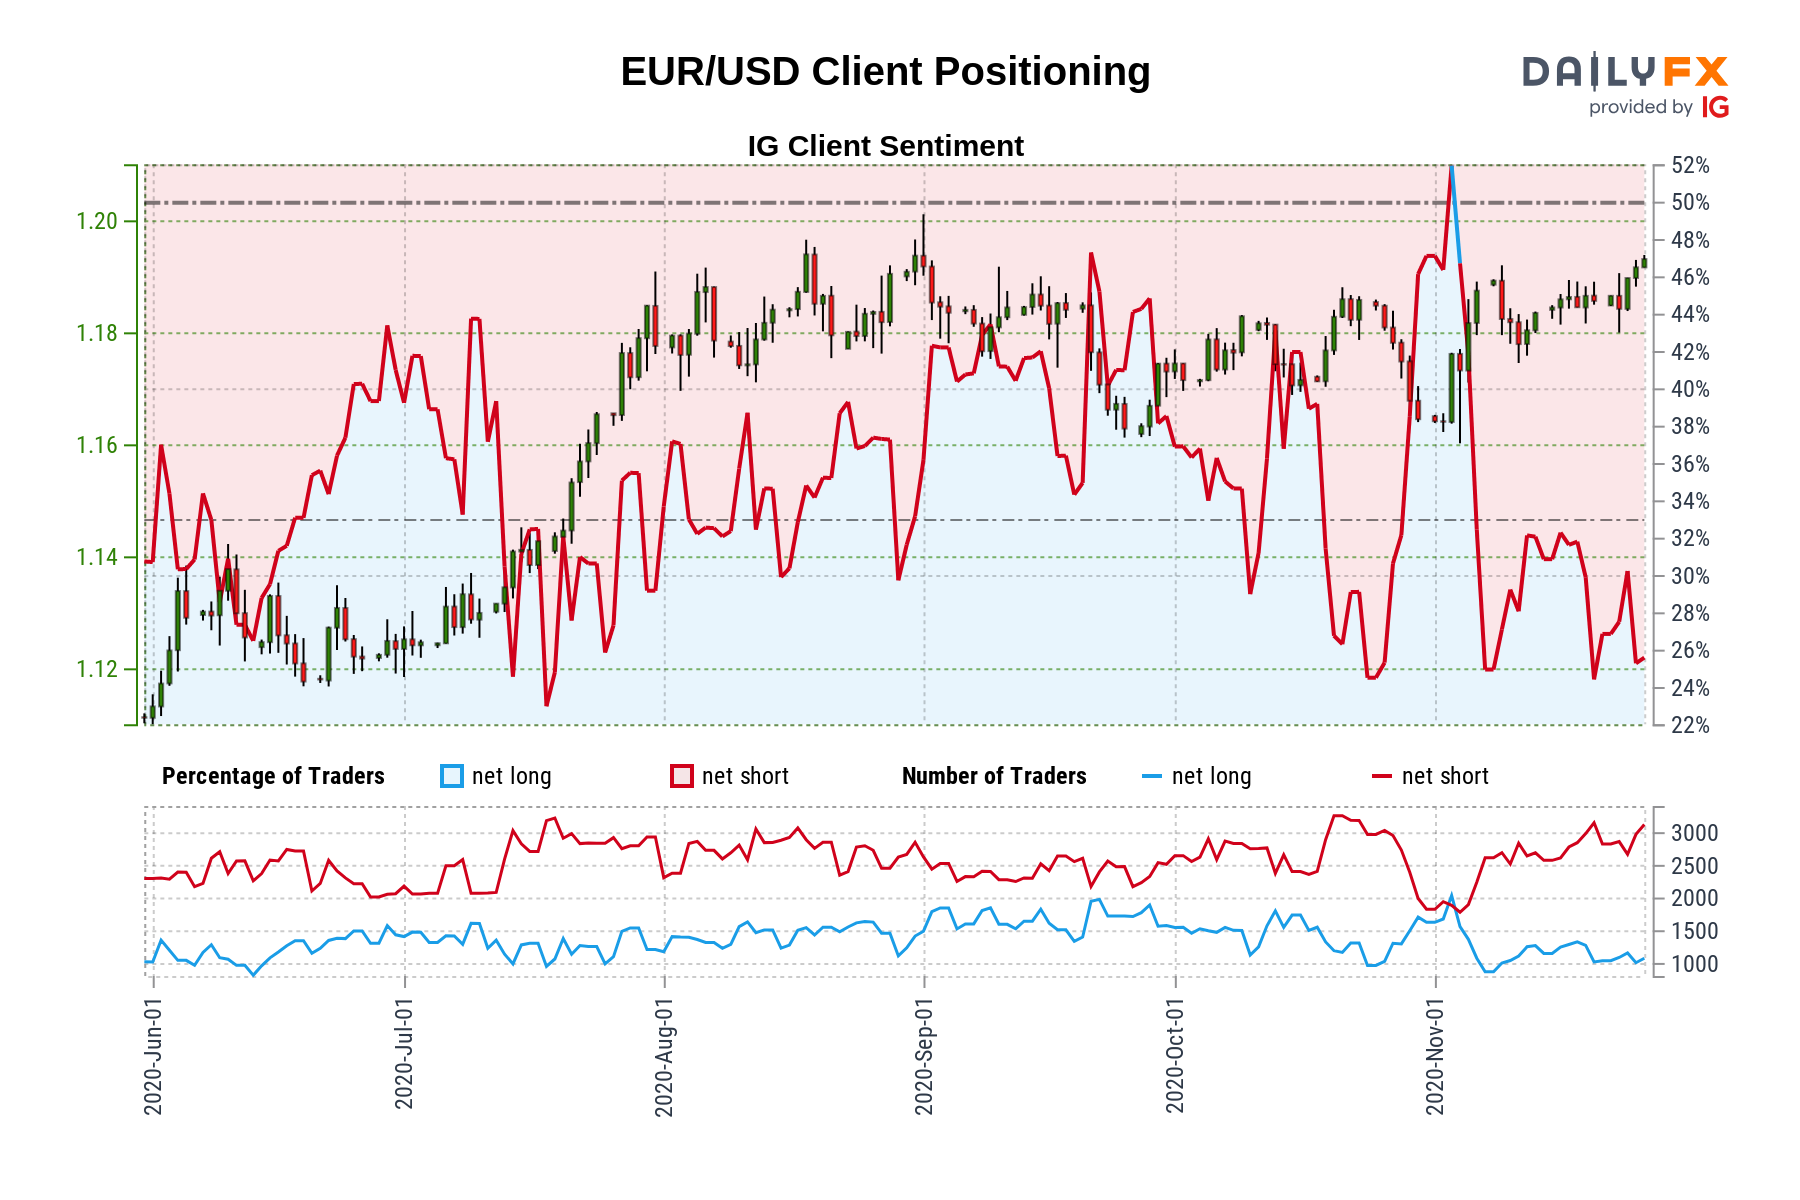 EUR/USD Client Positioning
DAILYFX
provided by IG
IG Client Sentiment
1.20
1.18
1.16
1.14
1.12
52%
50%
48%
46%
44%
42%
40%
38%
36%
34%
32%
30%
28%
26%
24%
22%
Percentage of Traders net long net short Number of Traders net long net short
3000
2500
2000
1500
1000
2020-Jun-01
2020-Jul-01
2020-Aug-01
2020-Sep-01
2020-Oct-01
2020-Nov-01